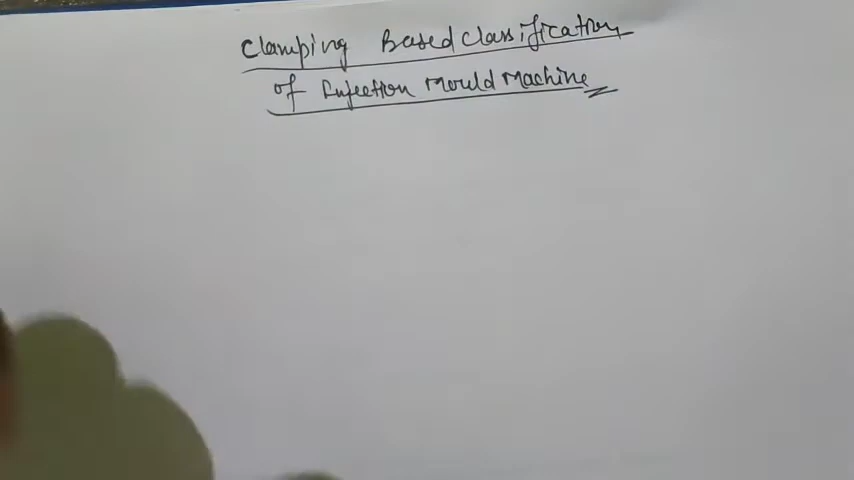 Clamping Based Classification
of Injection Mould Machine